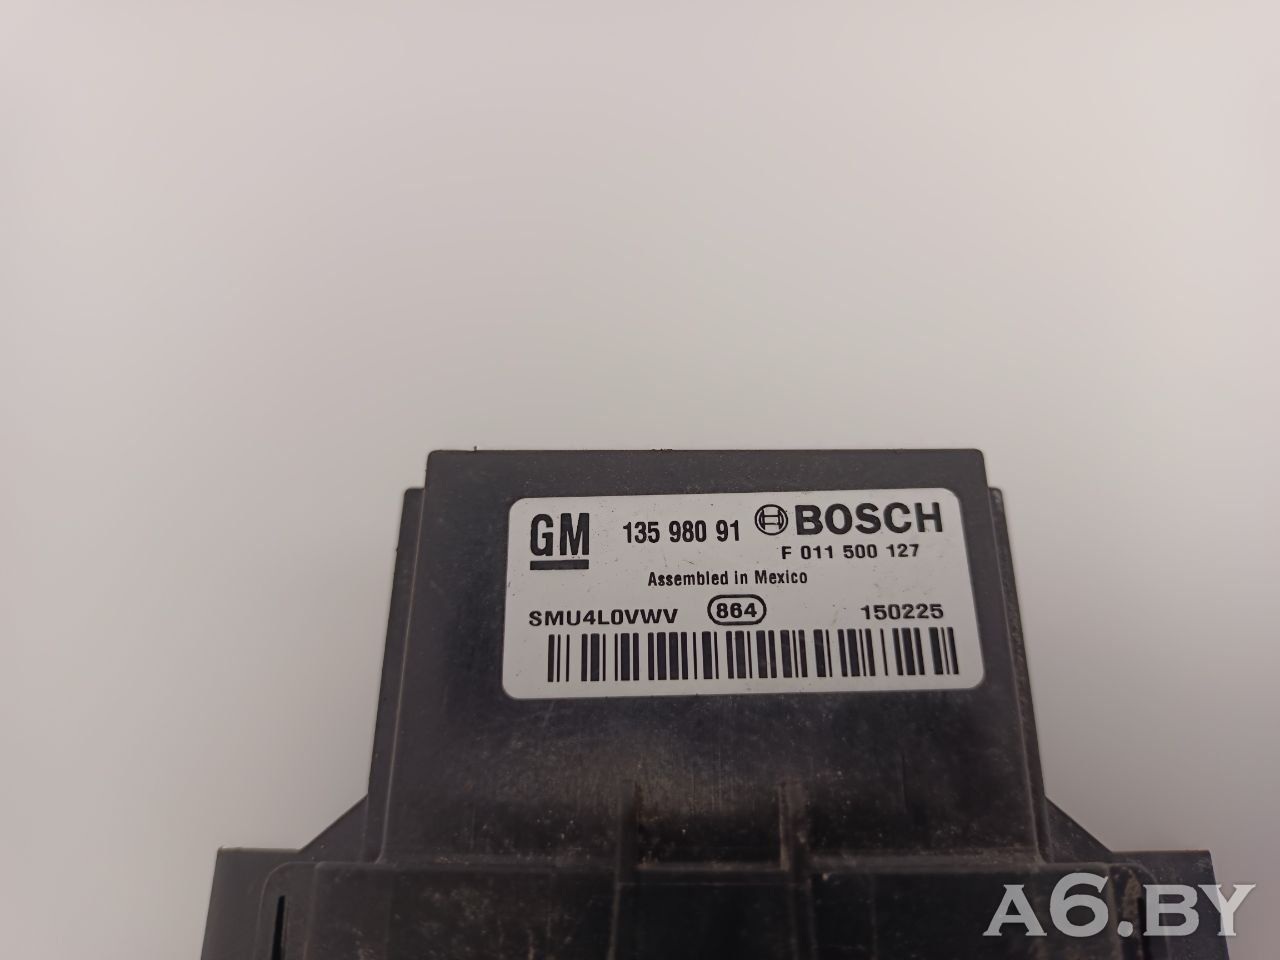 GM 135 980 91 BOSCH
F 011 500 127
Assembled in Mexico
SMU4L0VWV 864 150225
A6.BY